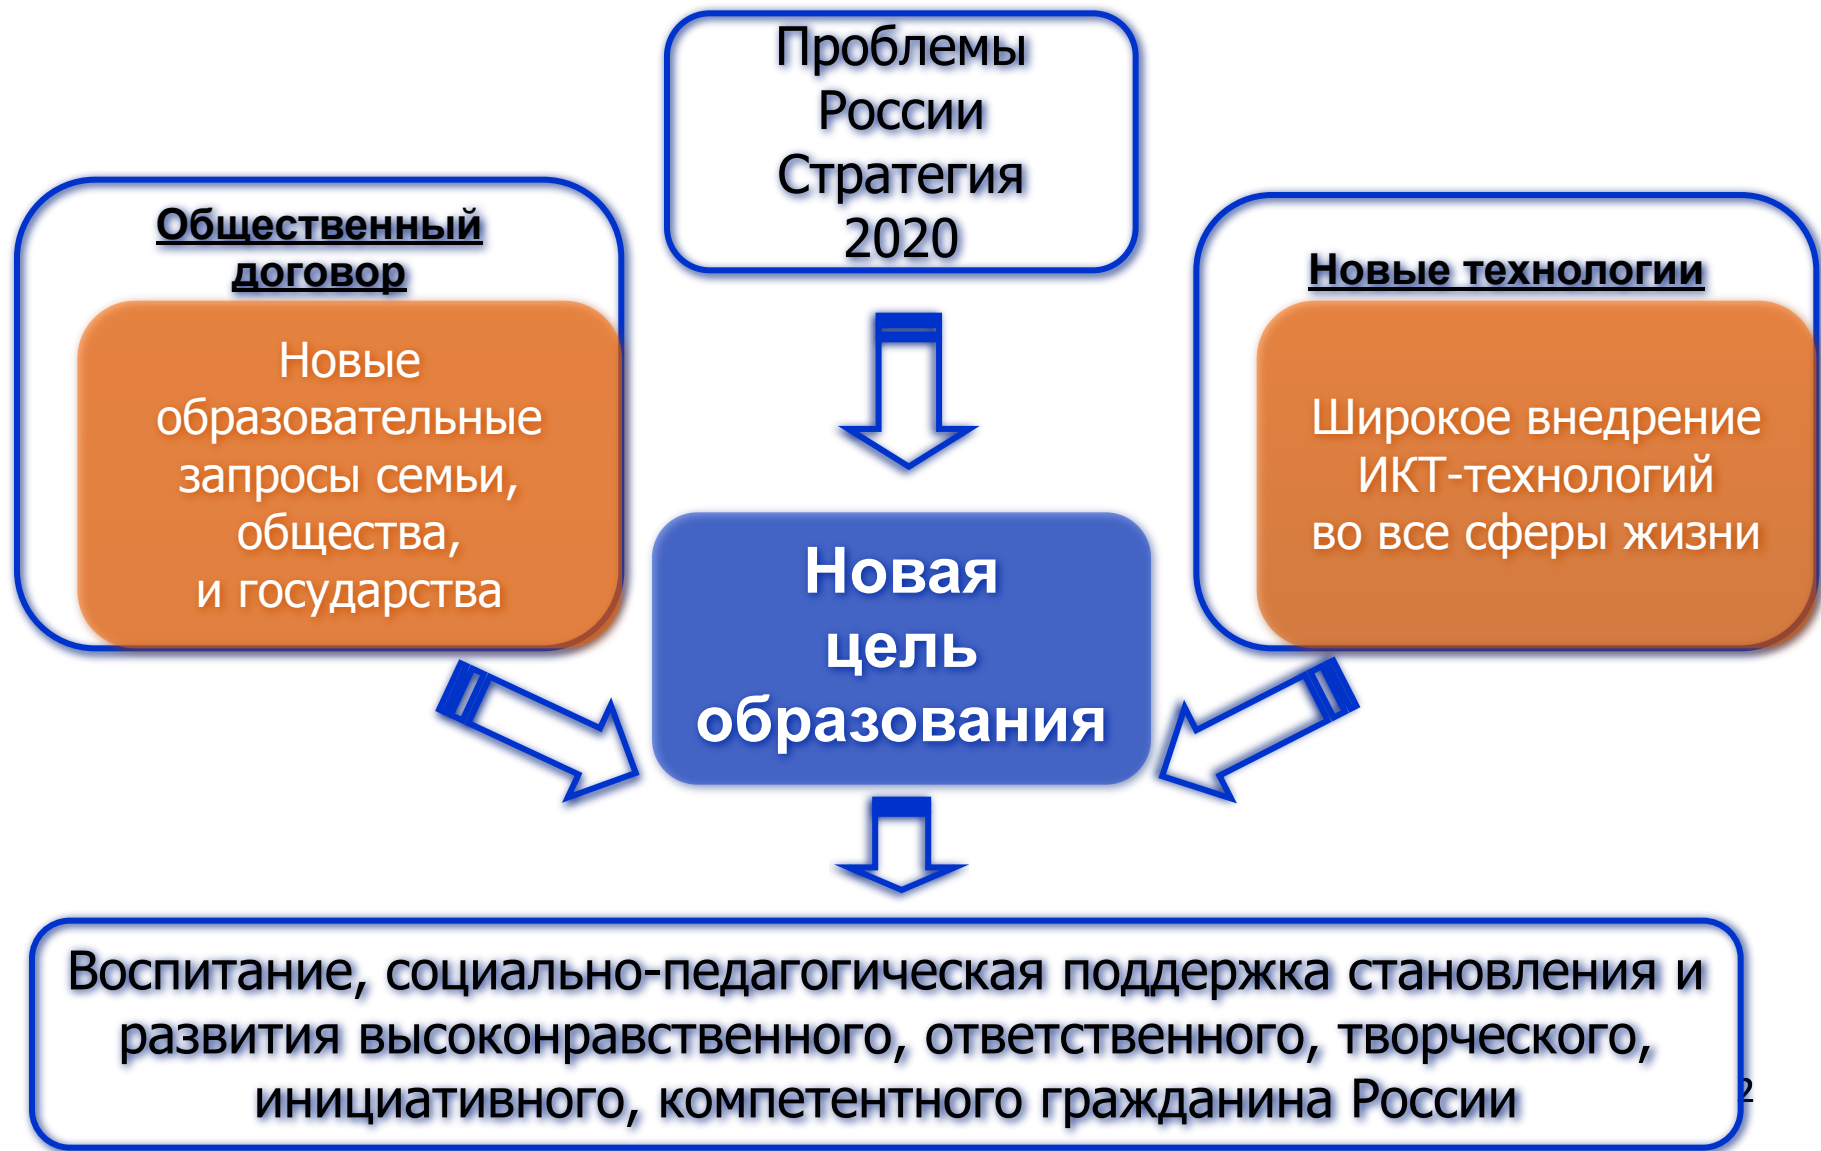 Проблемы
России
Стратегия
2020
Общественный
договор
Новые
образовательные
запросы семьи,
общества,
и государства
Новые технологии
Широкое внедрение
ИКТ-технологий
во все сферы жизни
Новая
цель
образования
Воспитание, социально-педагогическая поддержка становления и
развития высоконравственного, ответственного, творческого,
инициативного, компетентного гражданина России
2